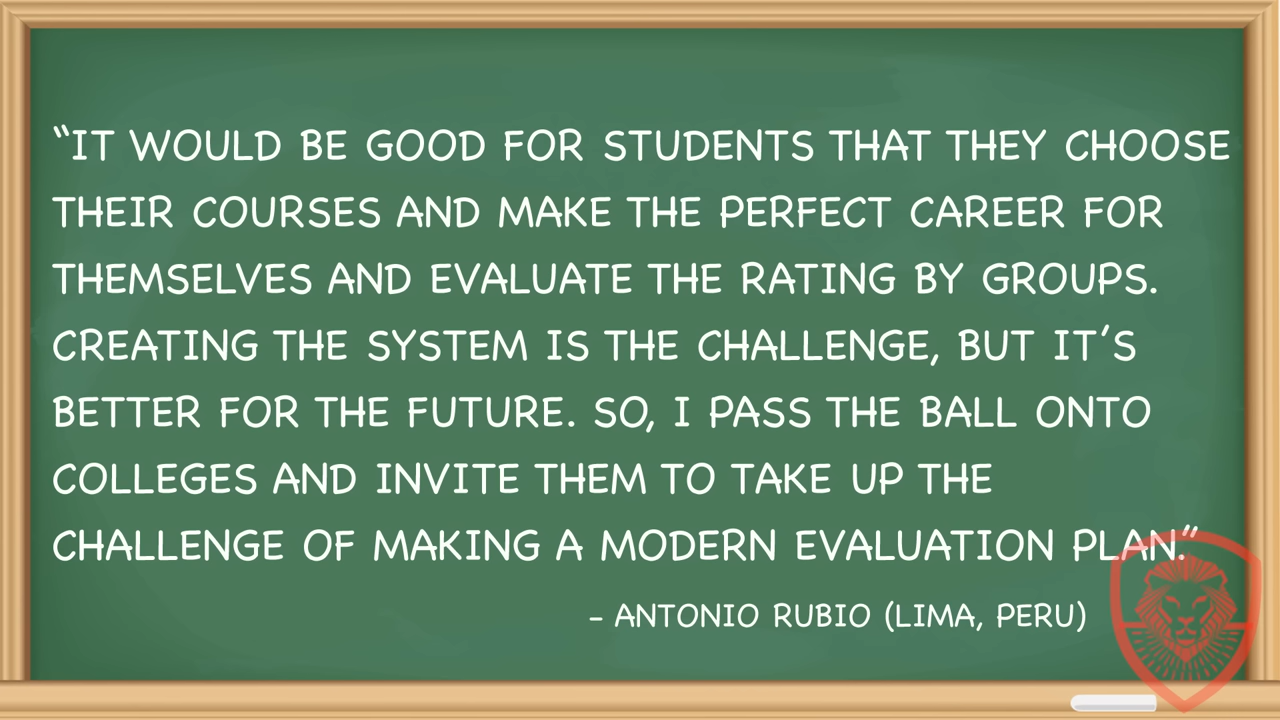 “IT WOULD BE GOOD FOR STUDENTS THAT THEY CHOOSE
THEIR COURSES AND MAKE THE PERFECT CAREER FOR
THEMSELVES AND EVALUATE THE RATING BY GROUPS.
CREATING THE SYSTEM IS THE CHALLENGE, BUT IT’S
BETTER FOR THE FUTURE. SO, I PASS THE BALL ONTO
COLLEGES AND INVITE THEM TO TAKE UP THE
CHALLENGE OF MAKING A MODERN EVALUATION PLAN.”
– ANTONIO RUBIO (LIMA, PERU)